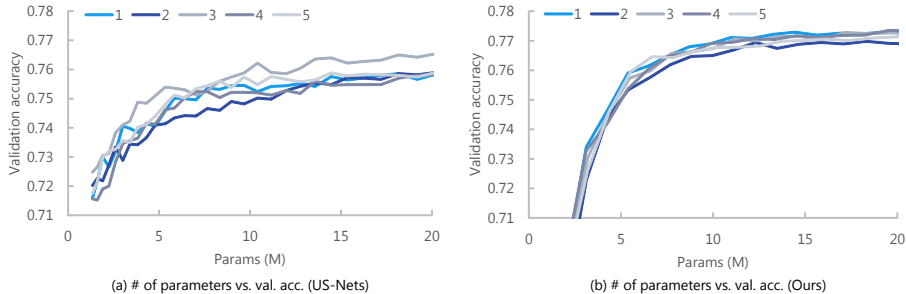 1 2 3 4 5
0.78
0.77
0.76
0.75
0.74
0.73
0.72
0.71
Validation accuracy
0 5 10 15 20
Params (M)
(a) # of parameters vs. val. acc. (US-Nets)
1 2 3 4 5
0.78
0.77
0.76
0.75
0.74
0.73
0.72
0.71
Validation accuracy
0 5 10 15 20
Params (M)
(b) # of parameters vs. val. acc. (Ours)